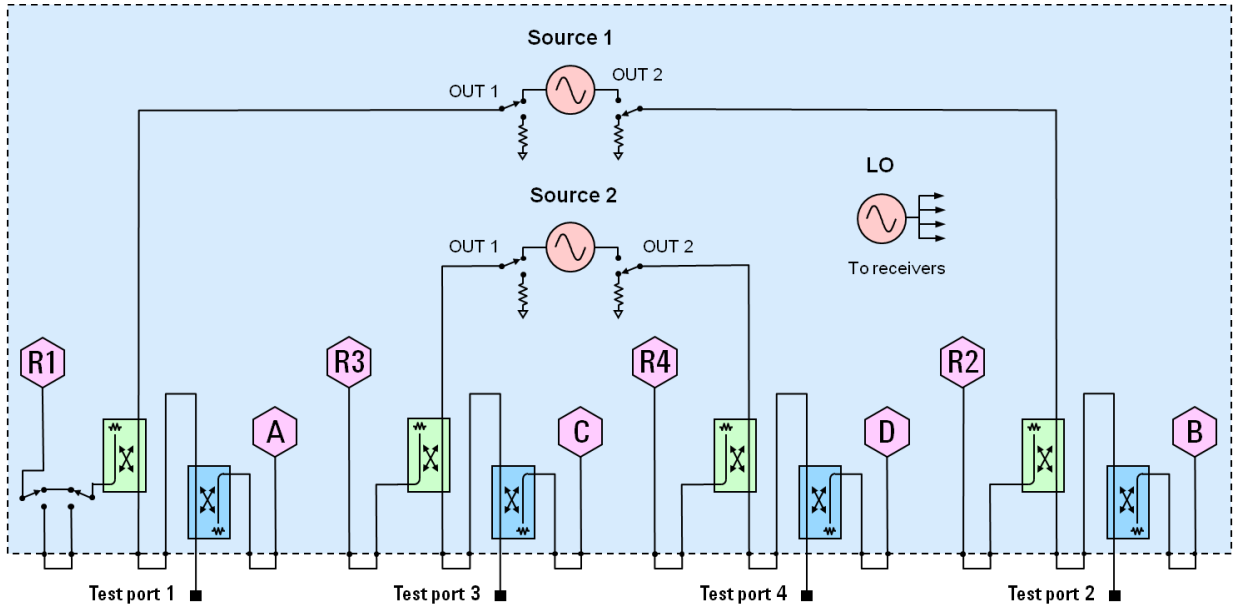 Source 1
OUT 1
OUT 2
LO
Source 2
OUT 1
OUT 2
To receivers
R1
R3
R4
R2
A
C
D
B
Test port 1
Test port 3
Test port 4
Test port 2